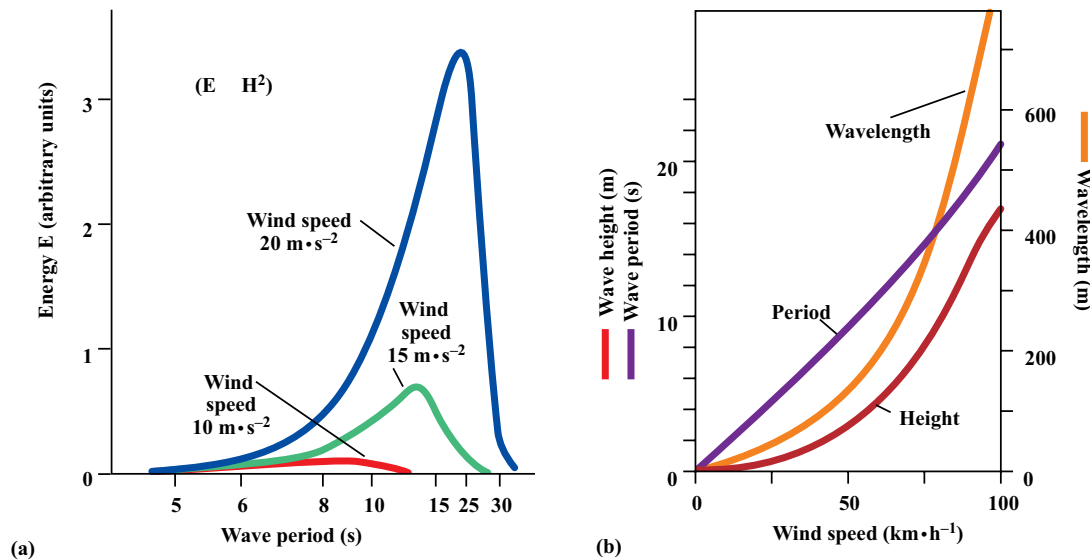 (E H²)
Energy E (arbitrary units)
3
2
1
0
Wind speed
20 m•s⁻²
Wind
speed
15 m•s⁻²
Wind
speed
10 m•s⁻²
5 6 8 10 15 25 30
Wave period (s)
(a)
Wave height (m)
Wave period (s)
20
10
0
Wavelength
Period
Height
600
400
200
0
Wavelength (m)
0 50 100
Wind speed (km•h⁻¹)
(b)